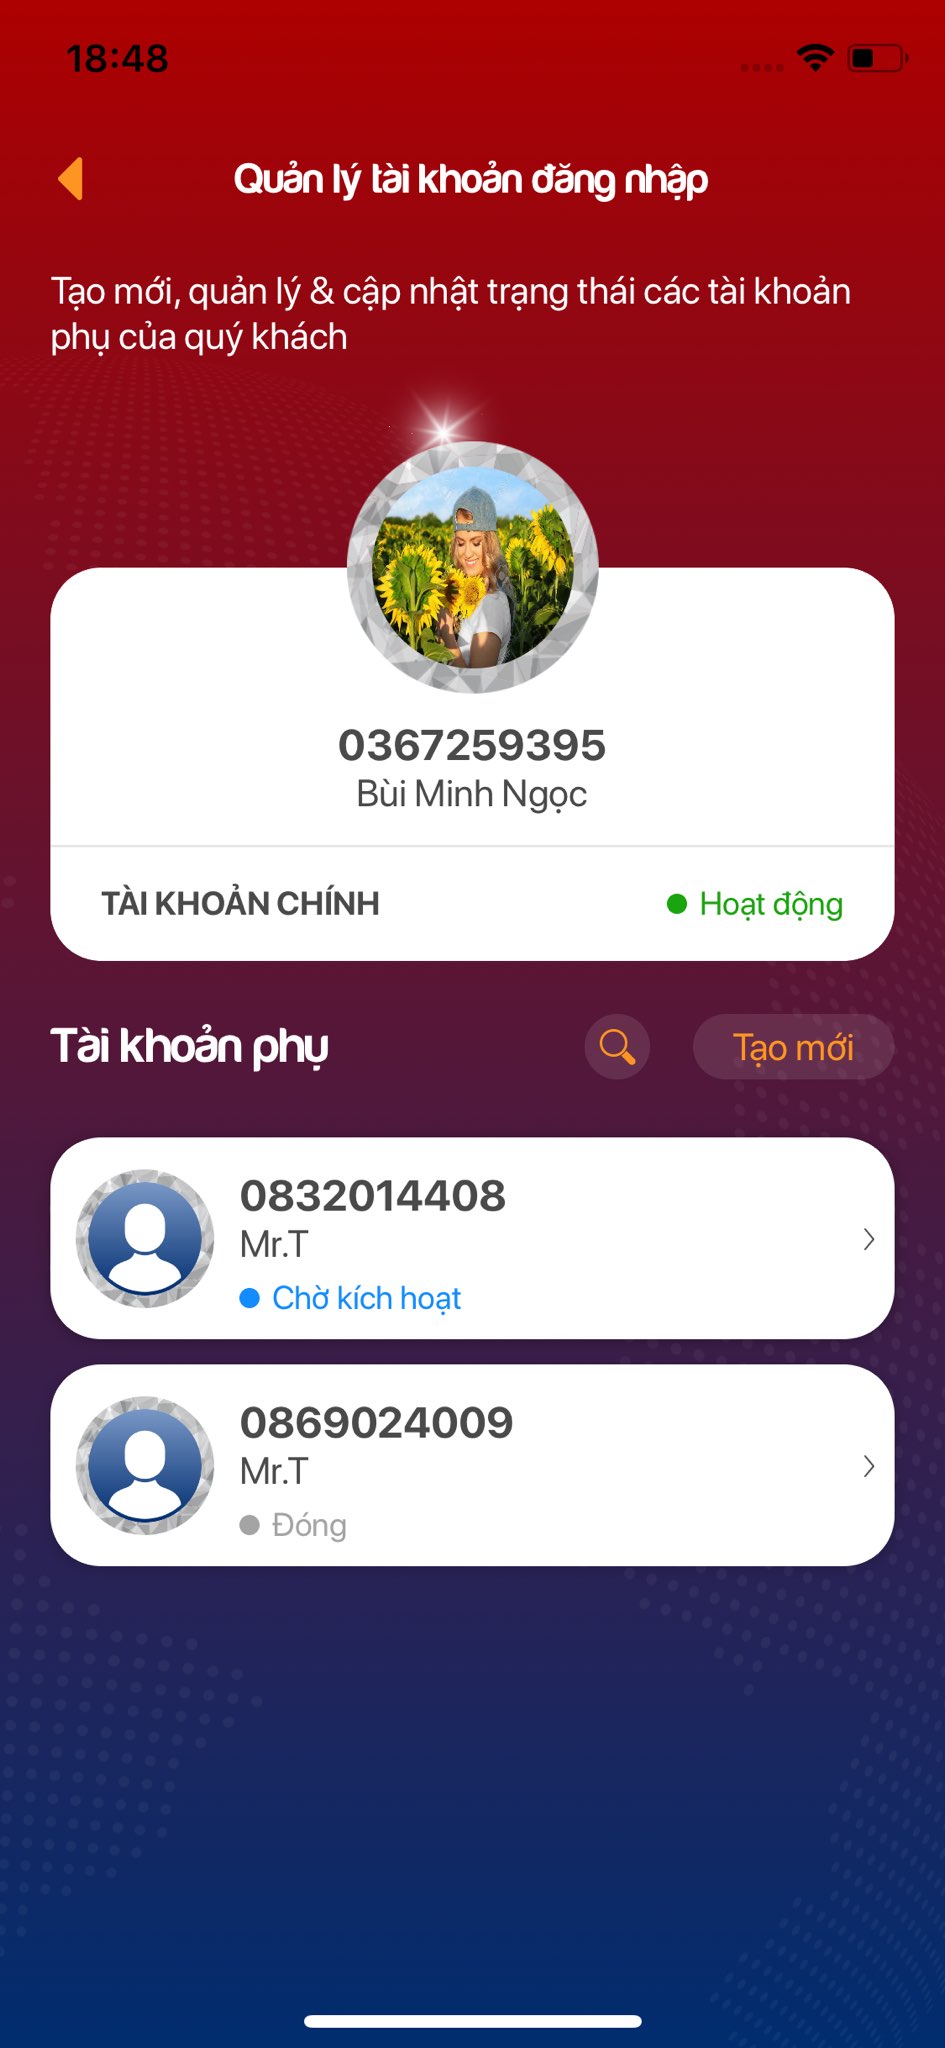 18:48
Quản lý tài khoản đăng nhập
Tạo mới, quản lý & cập nhật trạng thái các tài khoản
phụ của quý khách
0367259395
Bùi Minh Ngọc
TÀI KHOẢN CHÍNH
Hoạt động
Tài khoản phụ
Tạo mới
0832014408
Mr.T
Chờ kích hoạt
0869024009
Mr.T
Đóng